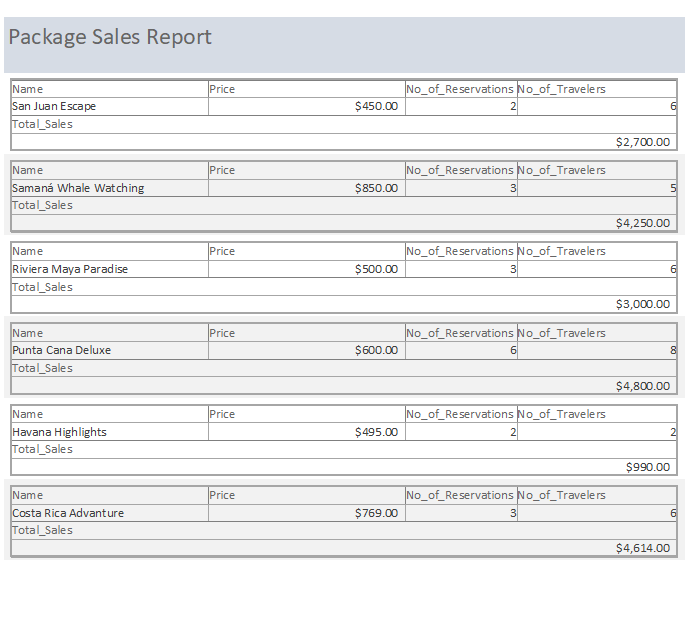 Package Sales Report
Name Price No_of_Reservations No_of_Travelers
San Juan Escape $450.00 2 6
Total_Sales
$2,700.00
Name Price No_of_Reservations No_of_Travelers
Samaná Whale Watching $850.00 3 5
Total_Sales
$4,250.00
Name Price No_of_Reservations No_of_Travelers
Riviera Maya Paradise $500.00 3 6
Total_Sales
$3,000.00
Name Price No_of_Reservations No_of_Travelers
Punta Cana Deluxe $600.00 6 8
Total_Sales
$4,800.00
Name Price No_of_Reservations No_of_Travelers
Havana Highlights $495.00 2 2
Total_Sales
$990.00
Name Price No_of_Reservations No_of_Travelers
Costa Rica Advanture $769.00 3 6
Total_Sales
$4,614.00